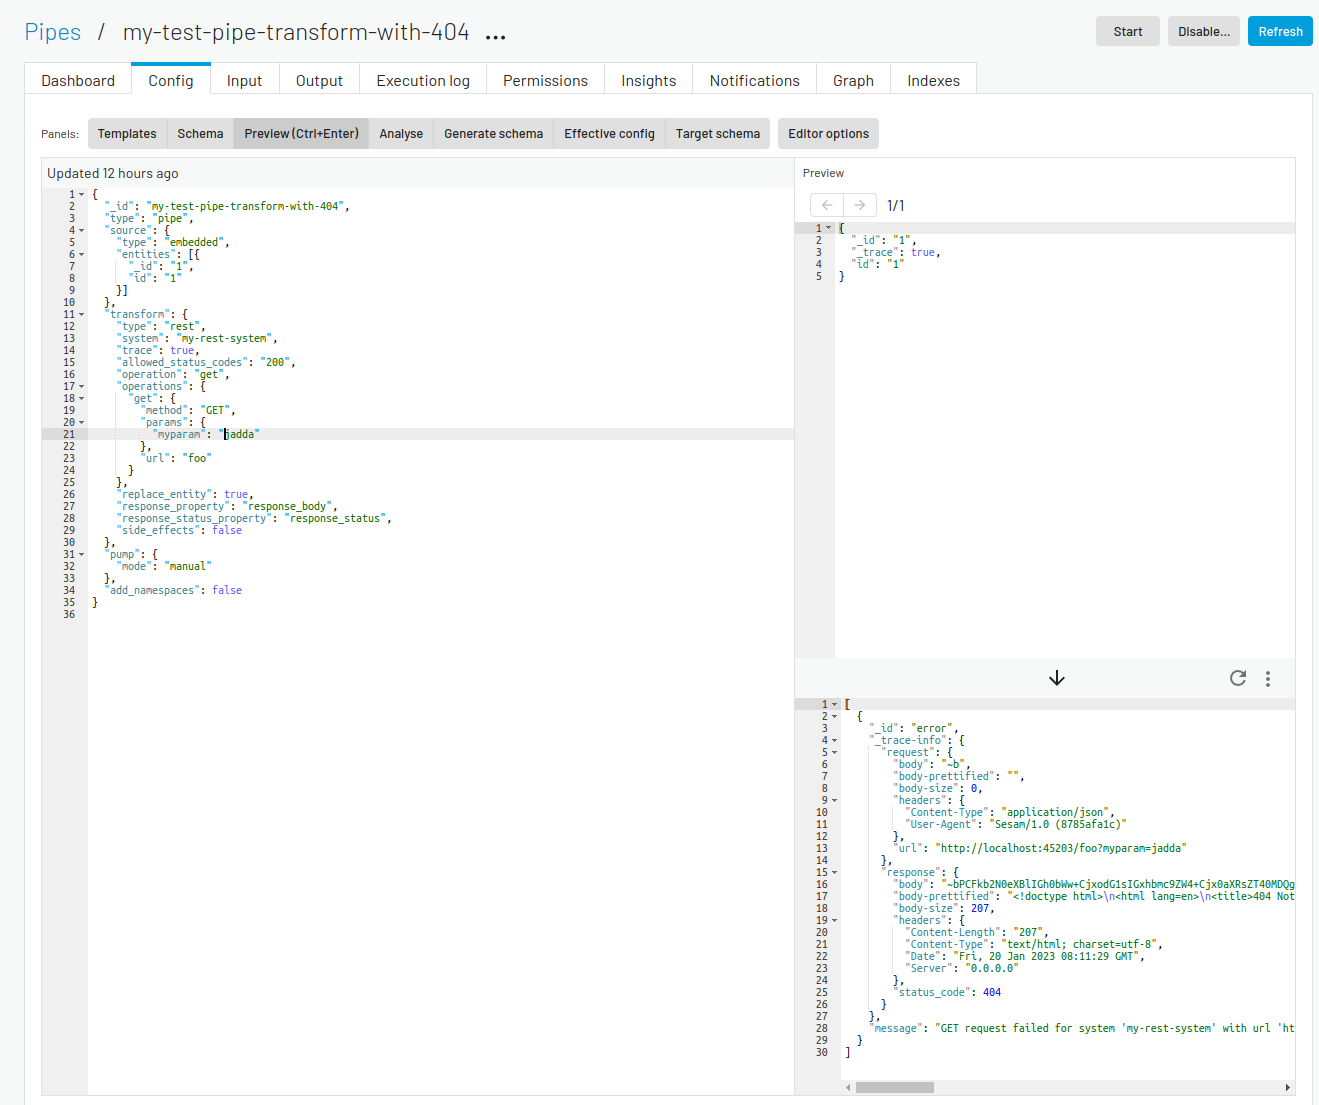 Pipes / my-test-pipe-transform-with-404 ...
Start Disable... Refresh
Dashboard Config Input Output Execution log Permissions Insights Notifications Graph Indexes
Panels: Templates Schema Preview (Ctrl+Enter) Analyse Generate schema Effective config Target schema Editor options
Updated 12 hours ago
1 {
2 "_id": "my-test-pipe-transform-with-404",
3 "type": "pipe",
4 "source": {
5 "type": "embedded",
6 "entities": [{
7 "_id": "1",
8 "id": "1"
9 }]
10 },
11 "transform": {
12 "type": "rest",
13 "system": "my-rest-system",
14 "trace": true,
15 "allowed_status_codes": "200",
16 "operation": "get",
17 "operations": {
18 "get": {
19 "method": "GET",
20 "params": {
21 "myparam": "jadda"
22 },
23 "url": "foo"
24 }
25 },
26 "replace_entity": true,
27 "response_property": "response_body",
28 "response_status_property": "response_status",
29 "side_effects": false
30 },
31 "pump": {
32 "mode": "manual"
33 },
34 "add_namespaces": false
35 }
36
Preview
1/1
1 {
2 "_id": "1",
3 "_trace": true,
4 "id": "1"
5 }
1 [
2 {
3 "_id": "error",
4 "_trace-info": {
5 "request": {
6 "body": "~b",
7 "body-prettified": "",
8 "body-size": 0,
9 "headers": {
10 "Content-Type": "application/json",
11 "User-Agent": "Sesam/1.0 (8785afa1c)"
12 },
13 "url": "http://localhost:45203/foo?myparam=jadda"
14 },
15 "response": {
16 "body": "~bPCFkb2N0eXBlIGh0bWw+CjxodG1sIGxhbmc9ZW4+Cjx0aXRsZT40MDQg
17 "body-prettified": "<!doctype html>\n<html lang=en>\n<title>404 Not
18 "body-size": 207,
19 "headers": {
20 "Content-Length": "207",
21 "Content-Type": "text/html; charset=utf-8",
22 "Date": "Fri, 20 Jan 2023 08:11:29 GMT",
23 "Server": "0.0.0.0"
24 },
25 "status_code": 404
26 }
27 },
28 "message": "GET request failed for system 'my-rest-system' with url 'ht
29 }
30 ]